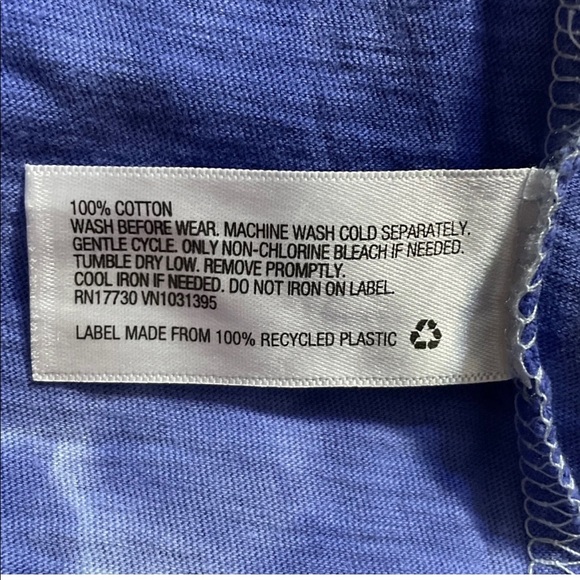 100% COTTON
WASH BEFORE WEAR. MACHINE WASH COLD SEPARATELY.
GENTLE CYCLE. ONLY NON-CHLORINE BLEACH IF NEEDED.
TUMBLE DRY LOW. REMOVE PROMPTLY.
COOL IRON IF NEEDED. DO NOT IRON ON LABEL.
RN17730 VN1031395
LABEL MADE FROM 100% RECYCLED PLASTIC